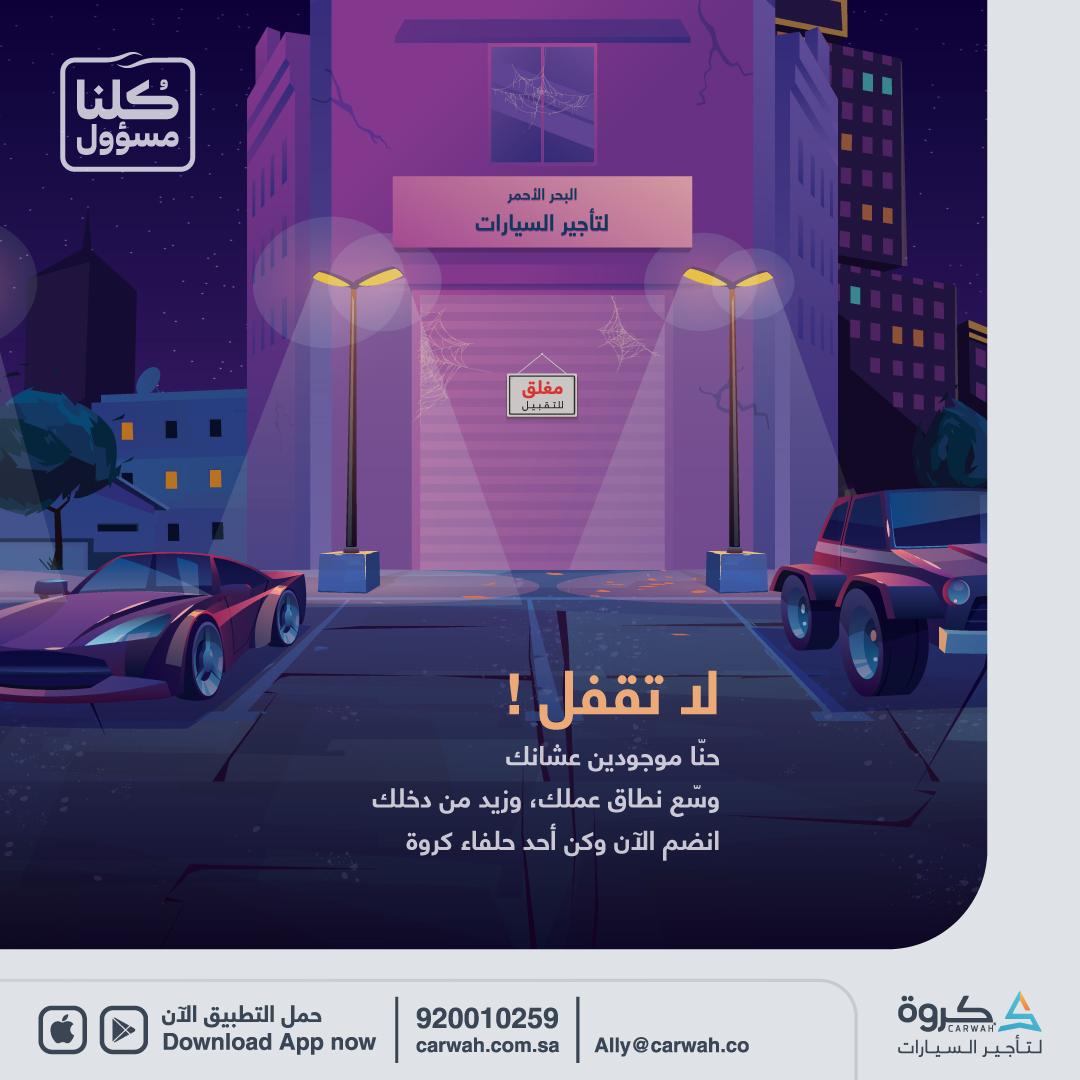 كُلنا
مسؤول
البحر الأحمر
لتأجير السيارات
مغلق
للتقبيل
لا تقفل !
حنّا موجودين عشانك
وسّع نطاق عملك، وزيد من دخلك
انضم الآن وكن أحد حلفاء كروة
حمل التطبيق الآن
Download App now
920010259
carwah.com.sa
Ally@carwah.co
كروة
CARWAH
لتأجير السيارات